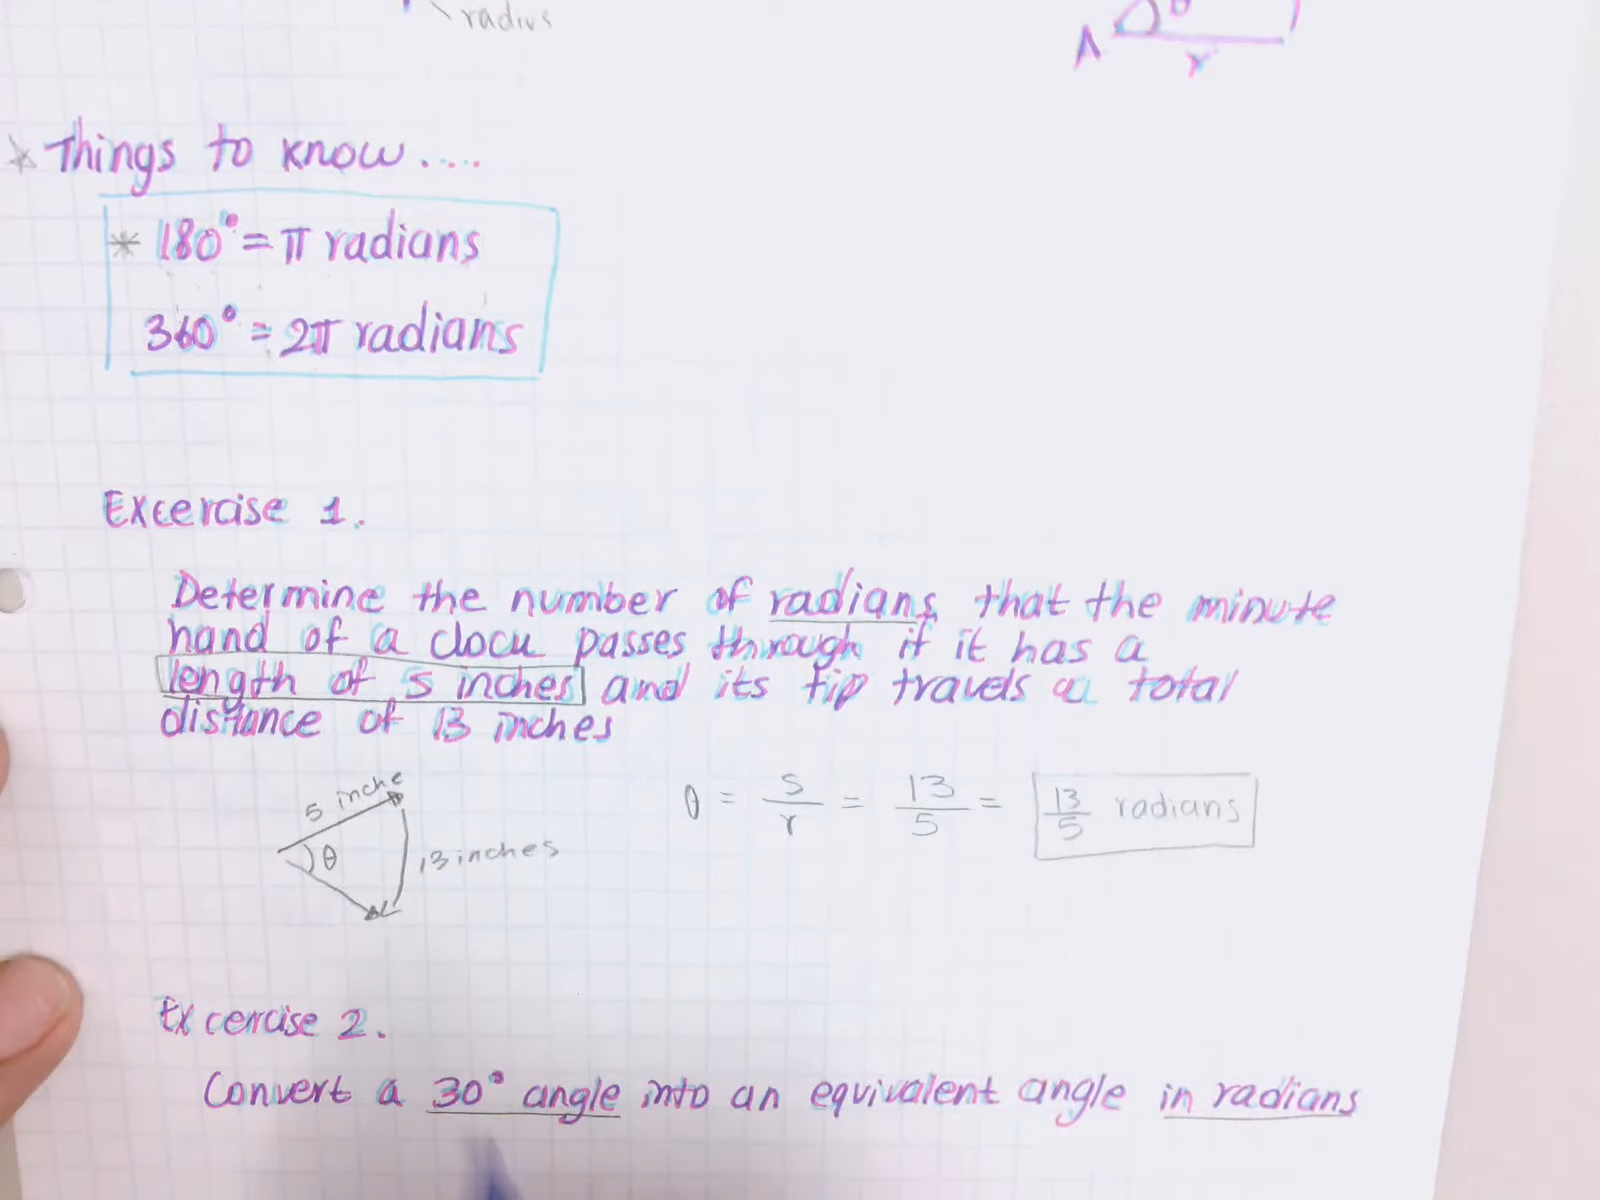 radius
A θ
r
* Things to know.....
* 180° = π radians
360° = 2π radians
Excercise 1.
Determine the number of radians that the minute
hand of a clock passes through if it has a
length of 5 inches and its tip travels a total
distance of 13 inches
5 inche
θ
13 inches
θ = s/r = 13/5 = 13/5 radians
Excercise 2.
Convert a 30° angle into an equivalent angle in radians